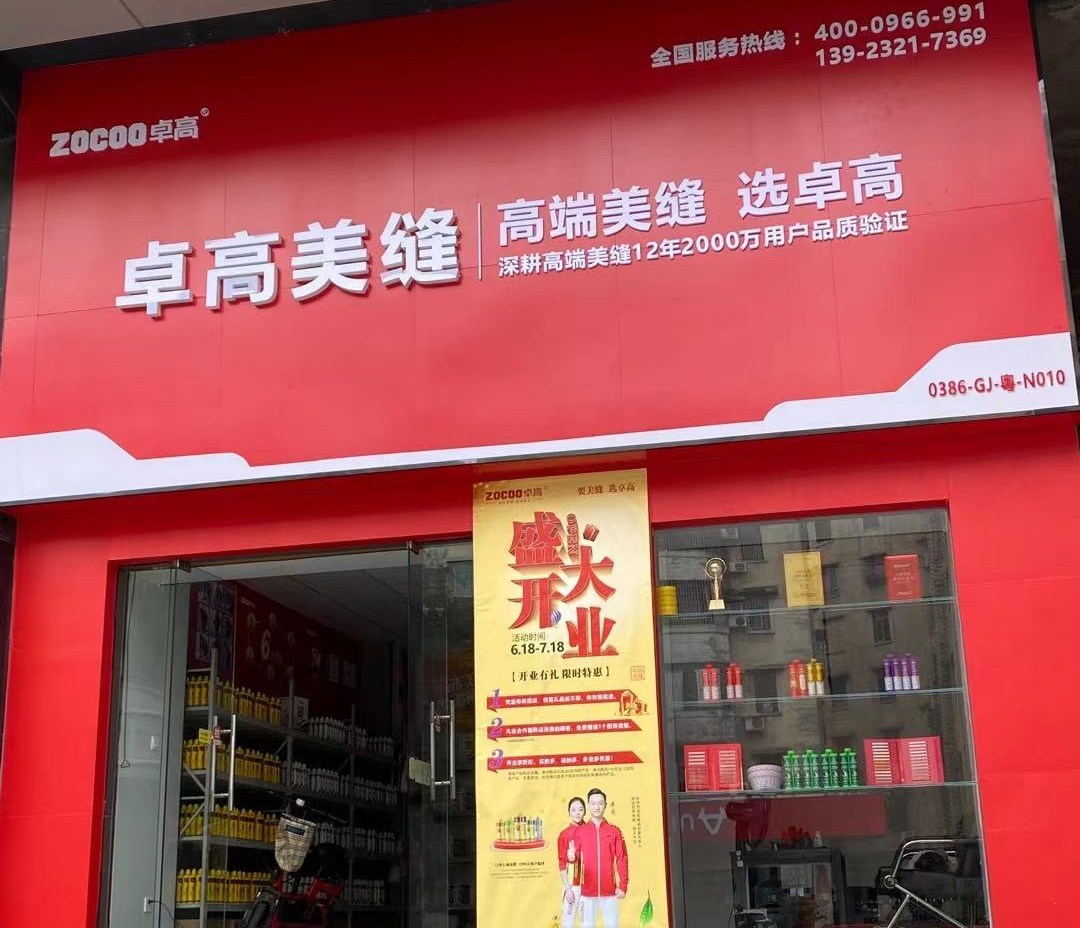 全国服务热线：400-0966-991
139-2321-7369
ZOCOO卓高®
卓高美缝
高端美缝 选卓高
深耕高端美缝12年2000万用户品质验证
0386-GJ-粤-N010
ZOCOO卓高
要美缝 选卓高
盛大
开业
活动时间
6.18-7.18
【开业有礼 限时特惠】
1
2
3